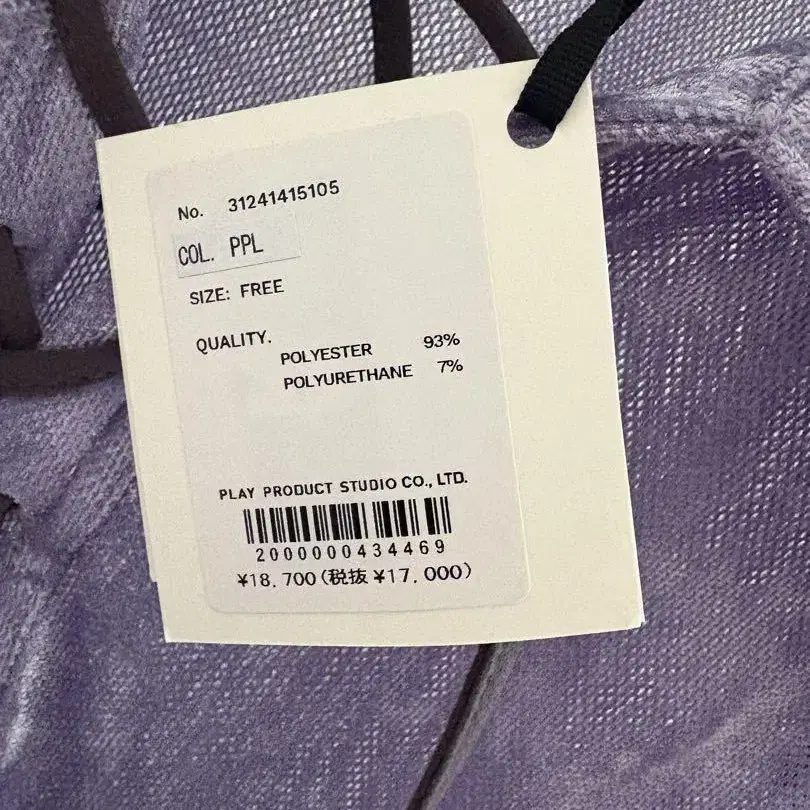 No. 31241415105
COL. PPL
SIZE: FREE
QUALITY.
POLYESTER 93%
POLYURETHANE 7%
PLAY PRODUCT STUDIO CO., LTD.
2000000434469
¥18,700(税抜 ¥17,000)